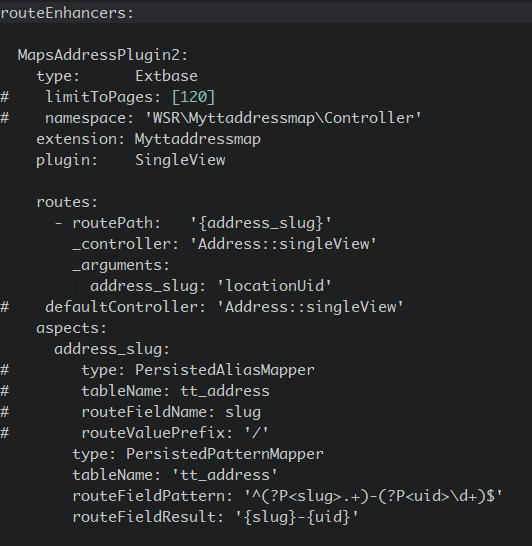 routeEnhancers:
  MapsAddressPlugin2:
    type:      Extbase
#    limitToPages: [120]
#    namespace: 'WSR\Myttaddressmap\Controller'
    extension: Myttaddressmap
    plugin:    SingleView
    routes:
      - routePath:   '{address_slug}'
        _controller: 'Address::singleView'
        _arguments:
          address_slug: 'locationUid'
#    defaultController: 'Address::singleView'
    aspects:
      address_slug:
#        type: PersistedAliasMapper
#        tableName: tt_address
#        routeFieldName: slug
#        routeValuePrefix: '/'
        type: PersistedPatternMapper
        tableName: 'tt_address'
        routeFieldPattern: '^(?P<slug>.+)-(?P<uid>\d+)$'
        routeFieldResult: '{slug}-{uid}'